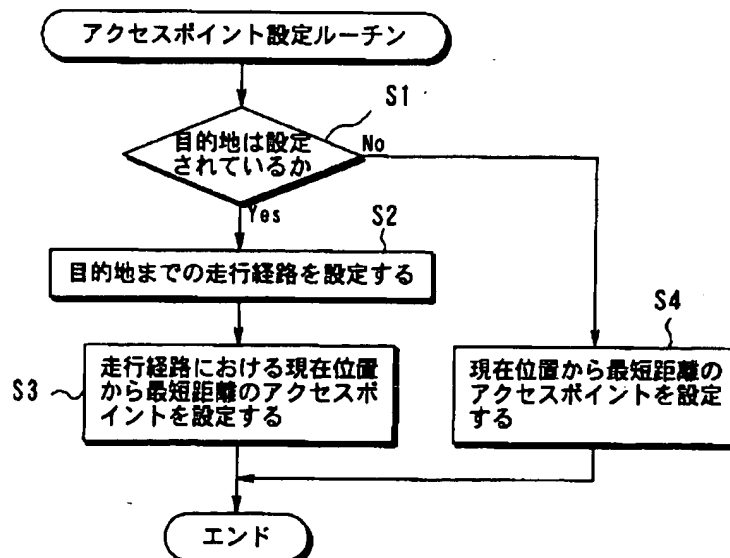 アクセスポイント設定ルーチン
S1
目的地は設定
されているか
No
Yes
S2
目的地までの走行経路を設定する
S3
走行経路における現在位置
から最短距離のアクセスポ
イントを設定する
S4
現在位置から最短距離の
アクセスポイントを設定
する
エンド